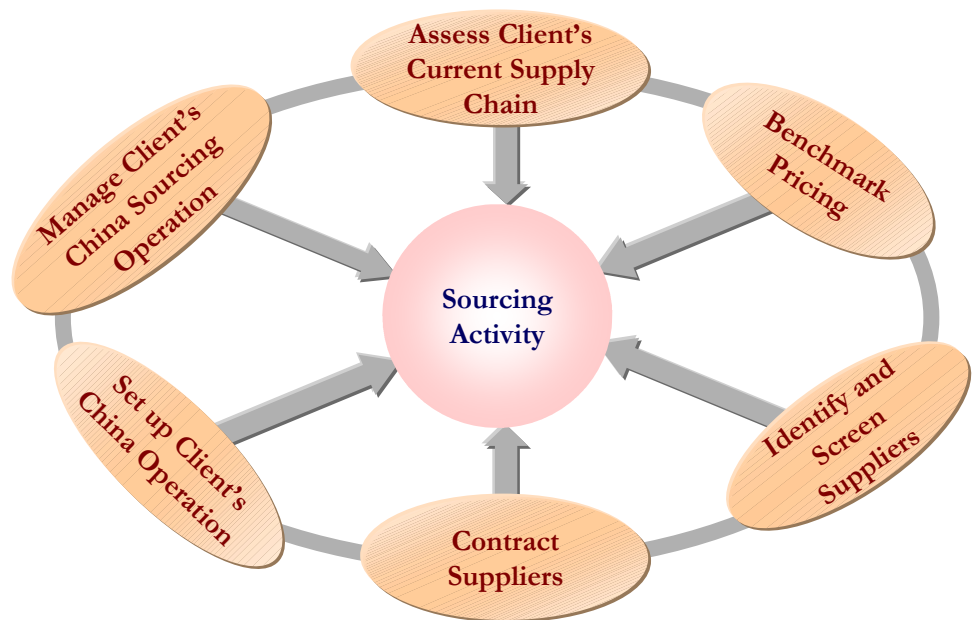 Assess Client’s
Current Supply
Chain
Benchmark
Pricing
Identify and
Screen
Suppliers
Contract
Suppliers
Set up Client’s
China Operation
Manage Client’s
China Sourcing
Operation
Sourcing
Activity